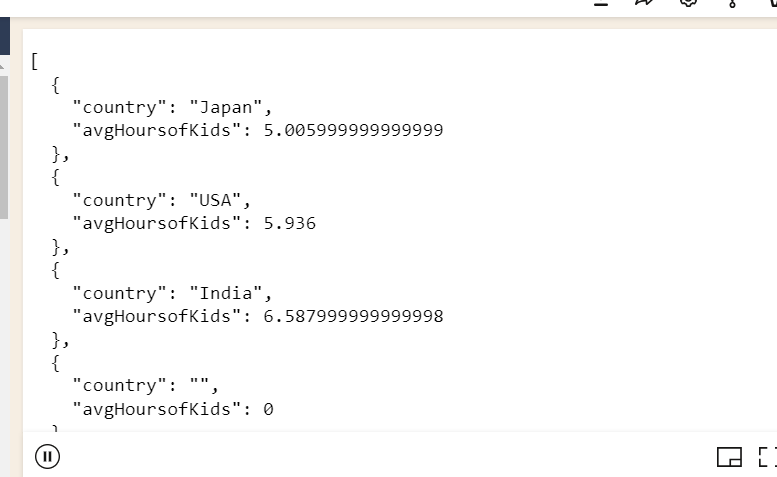 [
{
"country": "Japan",
"avgHoursofKids": 5.005999999999999
},
{
"country": "USA",
"avgHoursofKids": 5.936
},
{
"country": "India",
"avgHoursofKids": 6.587999999999998
},
{
"country": "",
"avgHoursofKids": 0
}